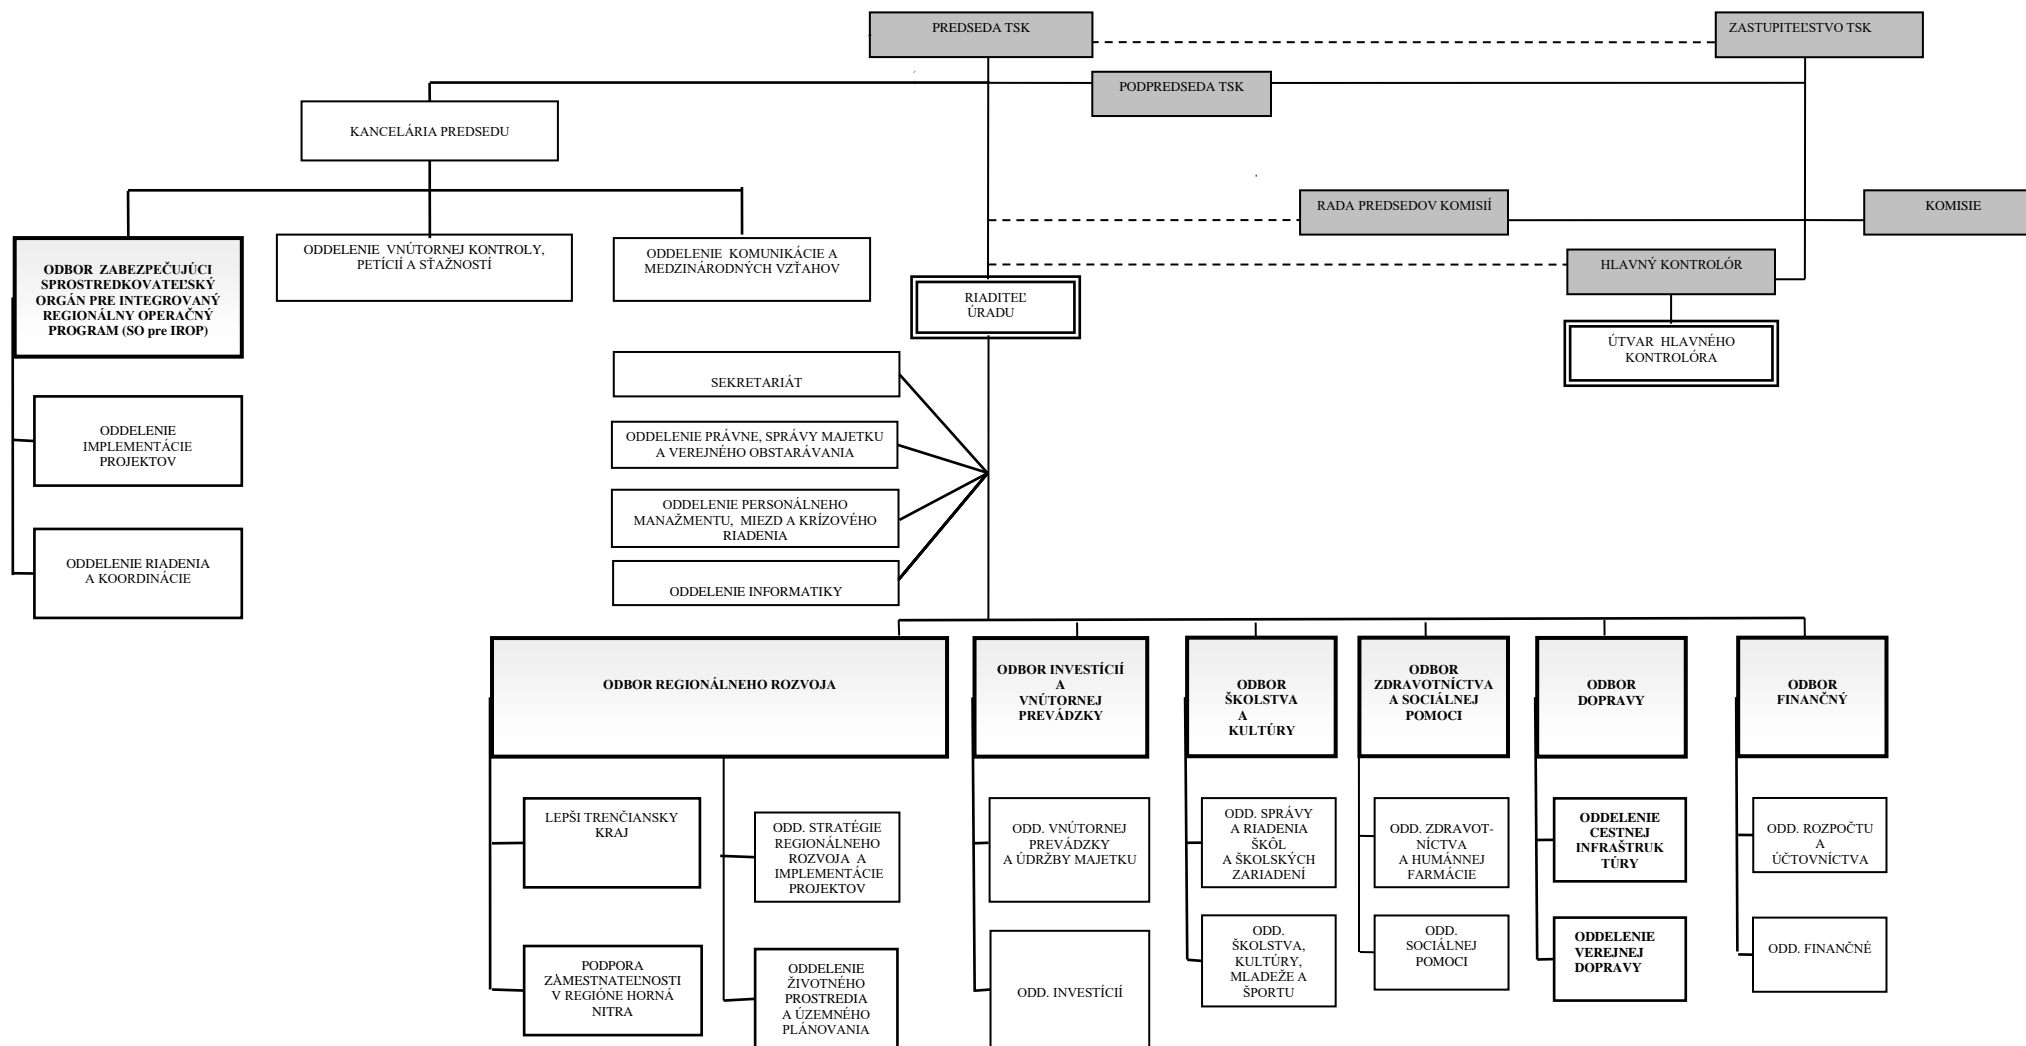 PREDSEDA TSK
ZASTUPITEĽSTVO TSK
PODPREDSEDA TSK
KANCELÁRIA PREDSEDU
RADA PREDSEDOV KOMISIÍ
KOMISIE
ODBOR ZABEZPEČUJÚCI
SPROSTREDKOVATEĽSKÝ
ORGÁN PRE INTEGROVANÝ
REGIONÁLNY OPERAČNÝ
PROGRAM (SO pre IROP)
ODDELENIE VNÚTORNEJ KONTROLY,
PETÍCIÍ A SŤAŽNOSTÍ
ODDELENIE KOMUNIKÁCIE A
MEDZINÁRODNÝCH VZŤAHOV
HLAVNÝ KONTROLÓR
RIADITEĽ
ÚRADU
ÚTVAR HLAVNÉHO
KONTROLÓRA
SEKRETARIÁT
ODDELENIE PRÁVNE, SPRÁVY MAJETKU
A VEREJNÉHO OBSTARÁVANIA
ODDELENIE PERSONÁLNEHO
MANAŽMENTU, MIEZD A KRÍZOVÉHO
RIADENIA
ODDELENIE INFORMATIKY
ODDELENIE
IMPLEMENTÁCIE
PROJEKTOV
ODDELENIE RIADENIA
A KOORDINÁCIE
ODBOR REGIONÁLNEHO ROZVOJA
ODBOR INVESTÍCIÍ
A
VNÚTORNEJ
PREVÁDZKY
ODBOR
ŠKOLSTVA
A
KULTÚRY
ODBOR
ZDRAVOTNÍCTVA
A SOCIÁLNEJ
POMOCI
ODBOR
DOPRAVY
ODBOR
FINANČNÝ
LEPŠI TRENČIANSKY
KRAJ
ODD. STRATÉGIE
REGIONÁLNEHO
ROZVOJA A
IMPLEMENTÁCIE
PROJEKTOV
ODD. VNÚTORNEJ
PREVÁDZKY
A ÚDRŽBY MAJETKU
ODD. SPRÁVY
A RIADENIA
ŠKÔL
A ŠKOLSKÝCH
ZARIADENÍ
ODD. ZDRAVOT-
NÍCTVA
A HUMÁNNEJ
FARMÁCIE
ODDELENIE
CESTNEJ
INFRAŠTRUK
TÚRY
ODD. ROZPOČTU
A
ÚČTOVNÍCTVA
PODPORA
ZÀMESTNATEĽNOSTI
V REGIÓNE HORNÁ
NITRA
ODDELENIE
ŽIVOTNÉHO
PROSTREDIA
A ÚZEMNÉHO
PLÁNOVANIA
ODD. INVESTÍCIÍ
ODD.
ŠKOLSTVA,
KULTÚRY,
MLADEŽE A
ŠPORTU
ODD.
SOCIÁLNEJ
POMOCI
ODDELENIE
VEREJNEJ
DOPRAVY
ODD. FINANČNÉ